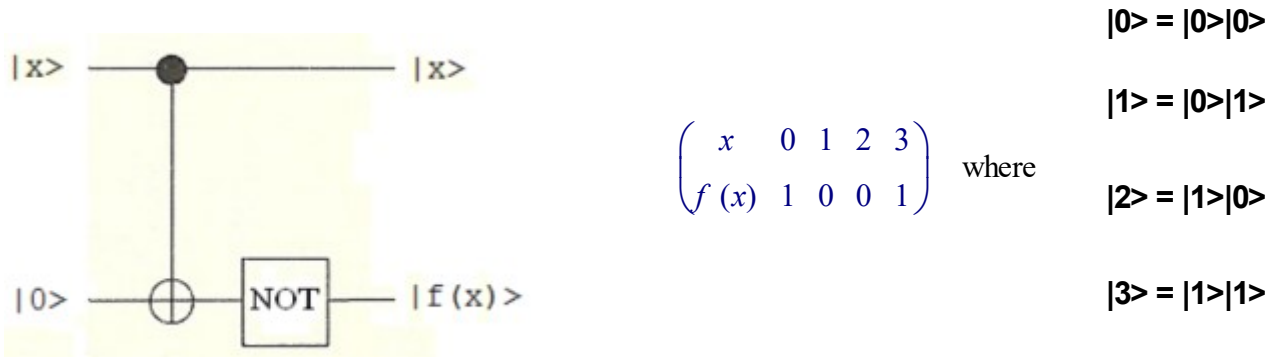 |x> |x>
|0> NOT |f(x)>
x 0 1 2 3
f (x) 1 0 0 1
where
|0> = |0>|0>
|1> = |0>|1>
|2> = |1>|0>
|3> = |1>|1>